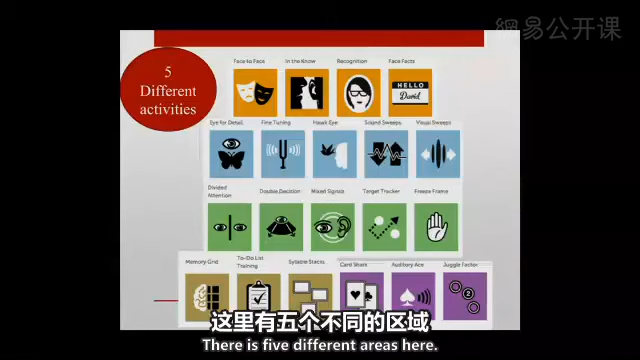 網易公开课
5
Different
activities
Face to Face
In the Know
Recognition
Face Facts
HELLO
David
Eye for Detail
Fine Tuning
Hawk Eye
Sound Sweeps
Visual Sweeps
Divided
Attention
Double Decision
Mixed Signals
Target Tracker
Freeze Frame
Memory Grid
To-Do List
Training
Syllable Stacks
Card Shark
Auditory Ace
Juggle Factor
2
这里有五个不同的区域
There is five different areas here.